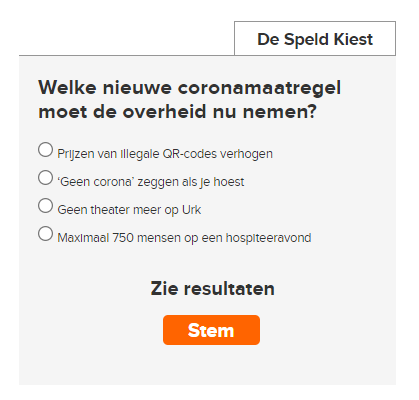 De Speld Kiest
Welke nieuwe coronamaatregel
moet de overheid nu nemen?
Prijzen van illegale QR-codes verhogen
‘Geen corona’ zeggen als je hoest
Geen theater meer op Urk
Maximaal 750 mensen op een hospiteeravond
Zie resultaten
Stem